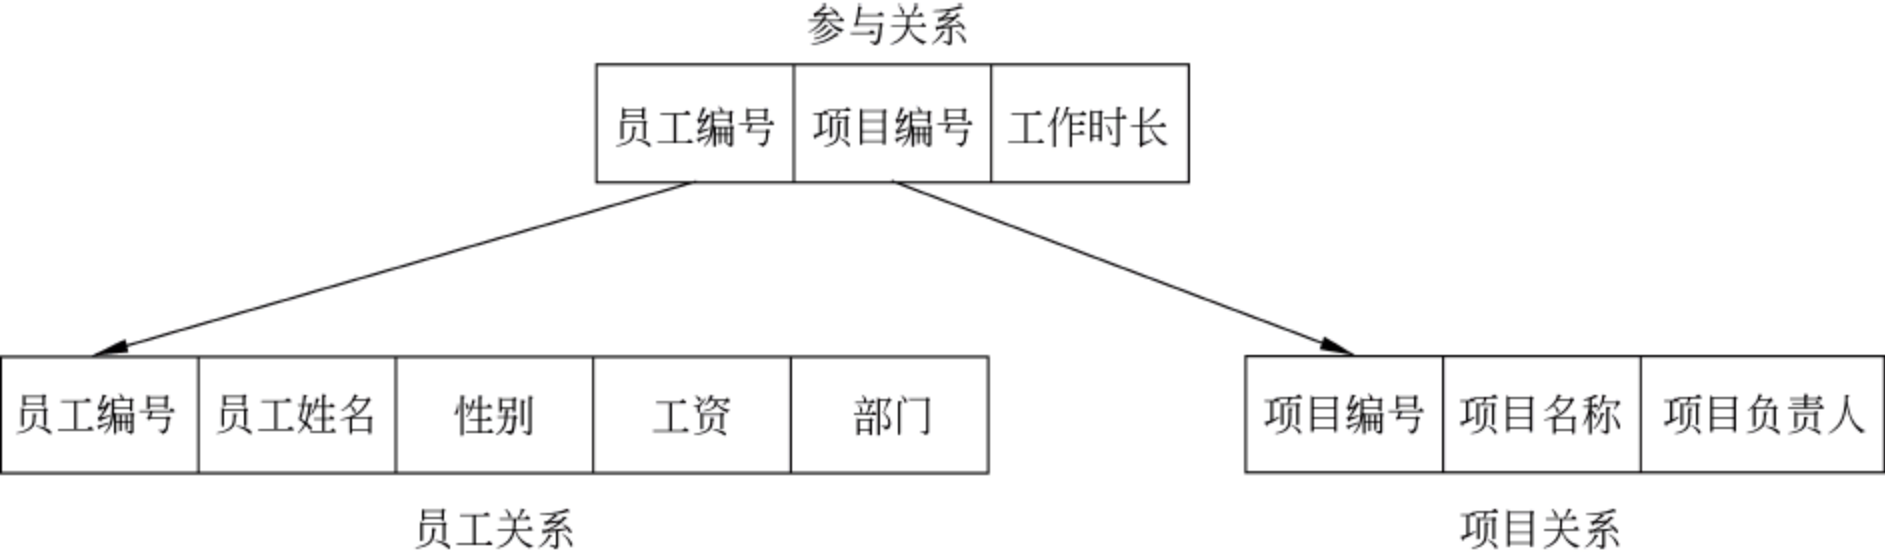 参与关系
员工编号 项目编号 工作时长
员工编号 员工姓名 性别 工资 部门
项目编号 项目名称 项目负责人
员工关系
项目关系